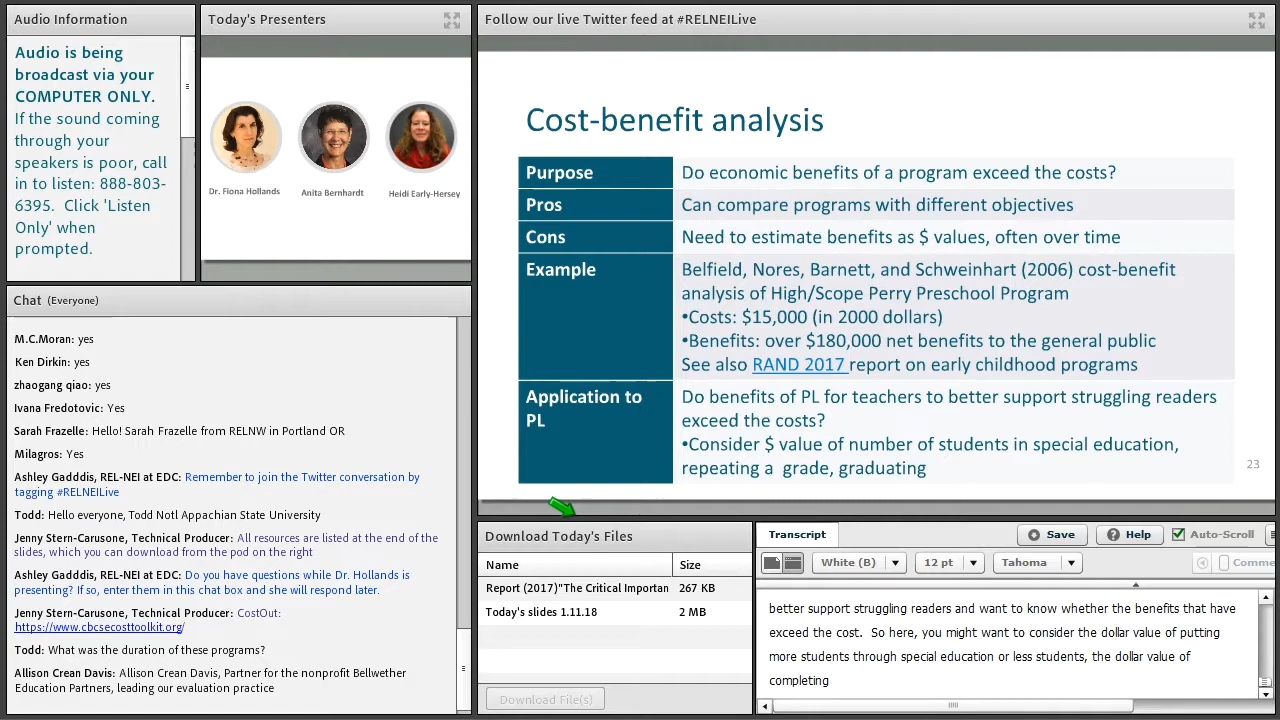 Audio Information
Audio is being
broadcast via your
COMPUTER ONLY.
If the sound coming
through your
speakers is poor, call
in to listen: 888-803-
6395.  Click 'Listen
Only' when
prompted.
Today's Presenters
Dr. Fiona Hollands
Anita Bernhardt
Heidi Early-Hersey
Chat (Everyone)
M.C.Moran: yes
Ken Dirkin: yes
zhaogang qiao: yes
Ivana Fredotovic: Yes
Sarah Frazelle: Hello! Sarah Frazelle from RELNW in Portland OR
Milagros: Yes
Ashley Gadddis, REL-NEI at EDC: Remember to join the Twitter conversation by
tagging #RELNEILive
Todd: Hello everyone, Todd Notl Appachian State University
Jenny Stern-Carusone, Technical Producer: All resources are listed at the end of the
slides, which you can download from the pod on the right
Ashley Gadddis, REL-NEI at EDC: Do you have questions while Dr. Hollands is
presenting? If so, enter them in this chat box and she will respond later.
Jenny Stern-Carusone, Technical Producer: CostOut:
https://www.cbcsecosttoolkit.org/
Todd: What was the duration of these programs?
Allison Crean Davis: Allison Crean Davis, Partner for the nonprofit Bellwether
Education Partners, leading our evaluation practice
Follow our live Twitter feed at #RELNEILive
Cost-benefit analysis
Purpose Do economic benefits of a program exceed the costs?
Pros Can compare programs with different objectives
Cons Need to estimate benefits as $ values, often over time
Example Belfield, Nores, Barnett, and Schweinhart (2006) cost-benefit
analysis of High/Scope Perry Preschool Program
•Costs: $15,000 (in 2000 dollars)
•Benefits: over $180,000 net benefits to the general public
See also RAND 2017 report on early childhood programs
Application to Do benefits of PL for teachers to better support struggling readers
PL exceed the costs?
•Consider $ value of number of students in special education,
repeating a  grade, graduating
23
Download Today's Files
Name Size
Report (2017)"The Critical Importan 267 KB
Today's slides 1.11.18 2 MB
Download File(s)
Transcript Save Help Auto-Scroll
White (B) 12 pt Tahoma Comme
better support struggling readers and want to know whether the benefits that have
exceed the cost.  So here, you might want to consider the dollar value of putting
more students through special education or less students, the dollar value of
completing